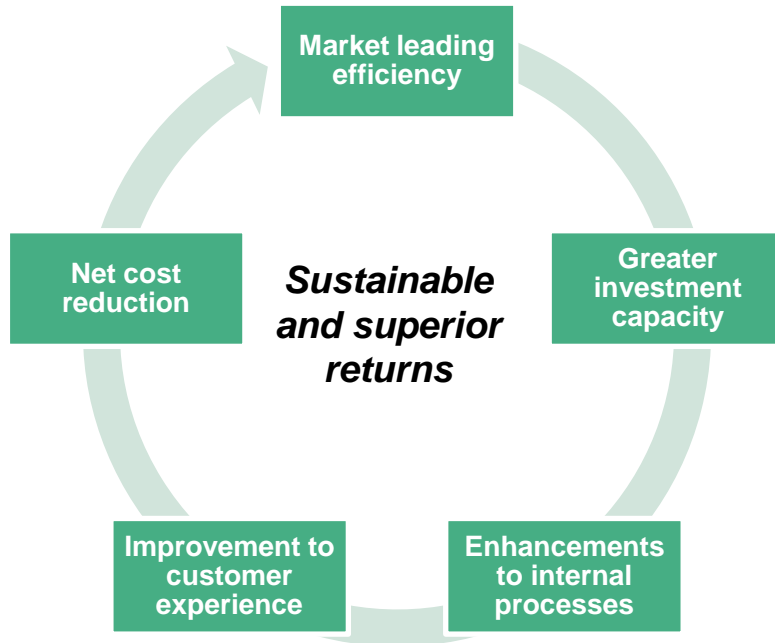 Market leading
efficiency
Greater
investment
capacity
Enhancements
to internal
processes
Improvement to
customer
experience
Net cost
reduction
Sustainable
and superior
returns